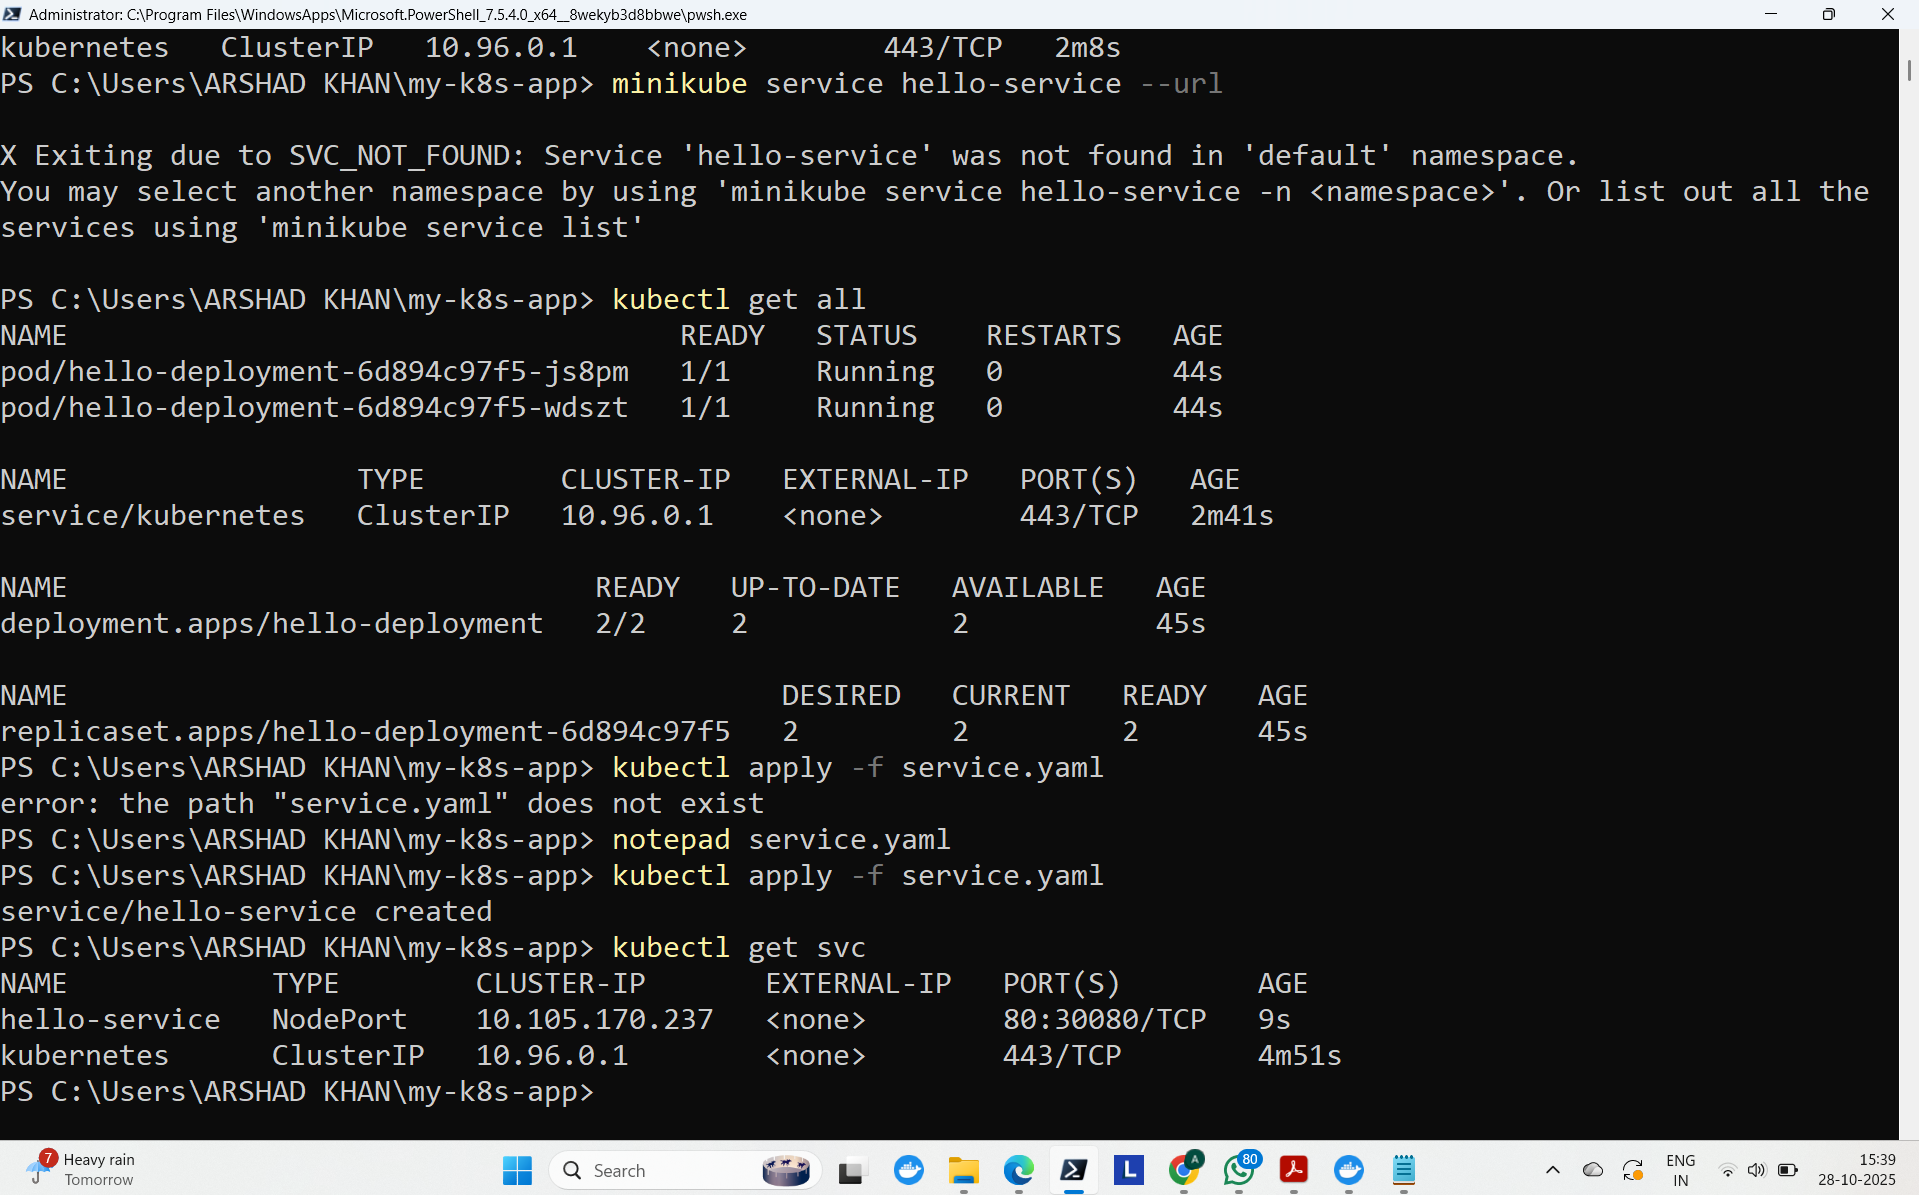 Administrator: C:\Program Files\WindowsApps\Microsoft.PowerShell_7.5.4.0_x64__8wekyb3d8bbwe\pwsh.exe
kubernetes   ClusterIP   10.96.0.1    <none>        443/TCP   2m8s
PS C:\Users\ARSHAD KHAN\my-k8s-app> minikube service hello-service --url
X Exiting due to SVC_NOT_FOUND: Service 'hello-service' was not found in 'default' namespace.
You may select another namespace by using 'minikube service hello-service -n <namespace>'. Or list out all the
services using 'minikube service list'
PS C:\Users\ARSHAD KHAN\my-k8s-app> kubectl get all
NAME                                    READY   STATUS    RESTARTS   AGE
pod/hello-deployment-6d894c97f5-js8pm   1/1     Running   0          44s
pod/hello-deployment-6d894c97f5-wdszt   1/1     Running   0          44s
NAME                 TYPE        CLUSTER-IP   EXTERNAL-IP   PORT(S)   AGE
service/kubernetes   ClusterIP   10.96.0.1    <none>        443/TCP   2m41s
NAME                               READY   UP-TO-DATE   AVAILABLE   AGE
deployment.apps/hello-deployment   2/2     2            2           45s
NAME                                          DESIRED   CURRENT   READY   AGE
replicaset.apps/hello-deployment-6d894c97f5   2         2         2       45s
PS C:\Users\ARSHAD KHAN\my-k8s-app> kubectl apply -f service.yaml
error: the path "service.yaml" does not exist
PS C:\Users\ARSHAD KHAN\my-k8s-app> notepad service.yaml
PS C:\Users\ARSHAD KHAN\my-k8s-app> kubectl apply -f service.yaml
service/hello-service created
PS C:\Users\ARSHAD KHAN\my-k8s-app> kubectl get svc
NAME            TYPE        CLUSTER-IP       EXTERNAL-IP   PORT(S)        AGE
hello-service   NodePort    10.105.170.237   <none>        80:30080/TCP   9s
kubernetes      ClusterIP   10.96.0.1        <none>        443/TCP        4m51s
PS C:\Users\ARSHAD KHAN\my-k8s-app>
7
Heavy rain
Tomorrow
Search
L
A
80
ENG
IN
15:39
28-10-2025